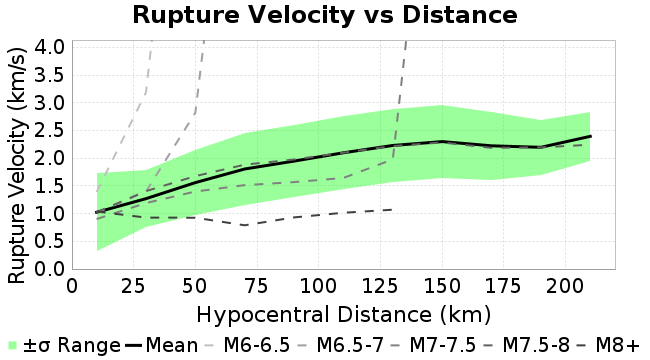 Rupture Velocity vs Distance
Rupture Velocity (km/s)
4.0
3.5
3.0
2.5
2.0
1.5
1.0
0.5
0.0
0 25 50 75 100 125 150 175 200
Hypocentral Distance (km)
±σ Range Mean M6-6.5 M6.5-7 M7-7.5 M7.5-8 M8+